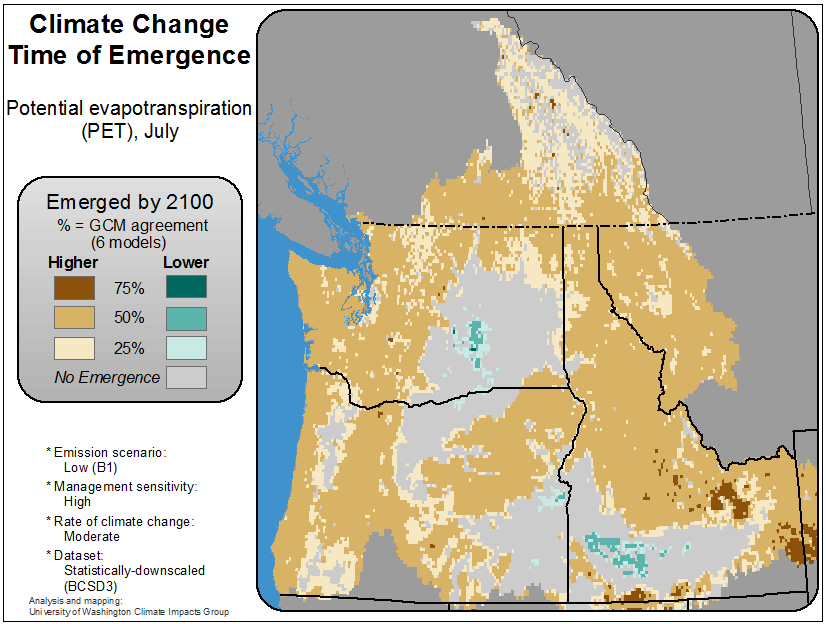 Climate Change
Time of Emergence
Potential evapotranspiration
(PET), July
Emerged by 2100
% = GCM agreement
(6 models)
Higher Lower
75%
50%
25%
No Emergence
* Emission scenario:
Low (B1)
* Management sensitivity:
High
* Rate of climate change:
Moderate
* Dataset:
Statistically-downscaled
(BCSD3)
Analysis and mapping:
University of Washington Climate Impacts Group